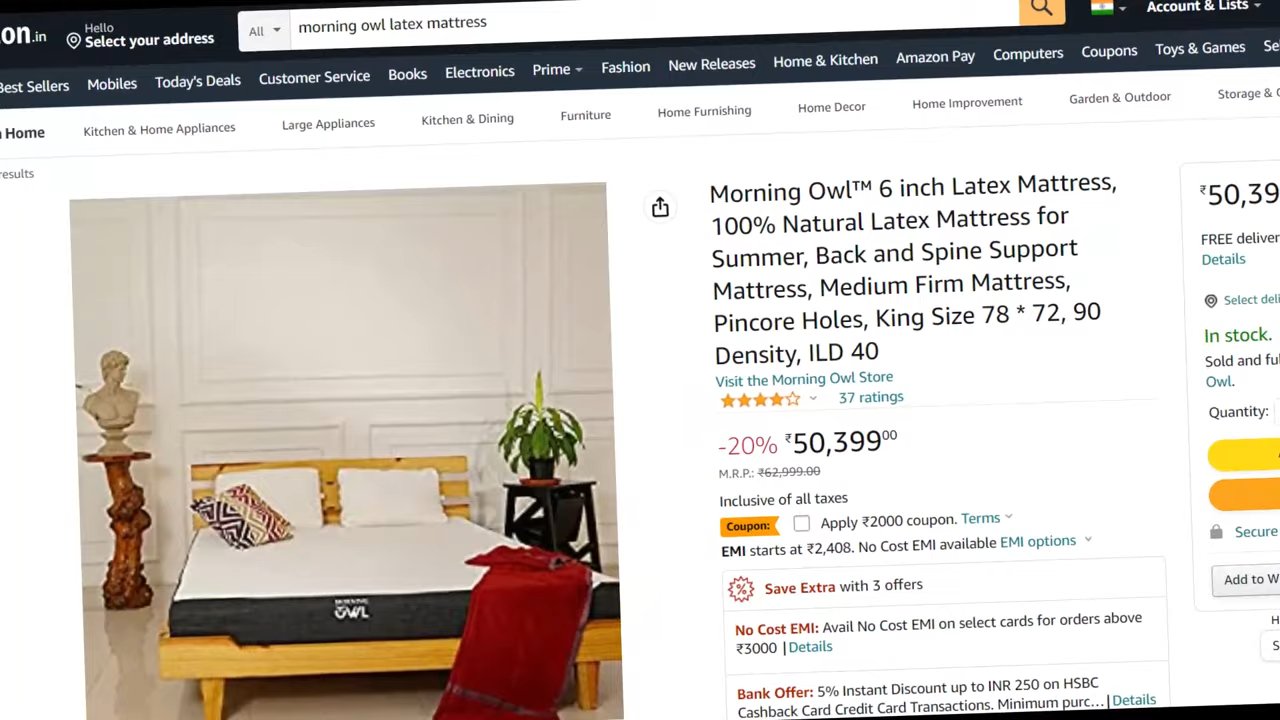 on.in
Hello
Select your address
All
morning owl latex mattress
Account & Lists
Best Sellers
Mobiles
Today's Deals
Customer Service
Books
Electronics
Prime
Fashion
New Releases
Home & Kitchen
Amazon Pay
Computers
Coupons
Toys & Games
Se
Home
Kitchen & Home Appliances
Large Appliances
Kitchen & Dining
Furniture
Home Furnishing
Home Decor
Home Improvement
Garden & Outdoor
Storage &
results
Morning Owl™ 6 inch Latex Mattress,
100% Natural Latex Mattress for
Summer, Back and Spine Support
Mattress, Medium Firm Mattress,
Pincore Holes, King Size 78 * 72, 90
Density, ILD 40
Visit the Morning Owl Store
37 ratings
-20% ₹50,39900
M.R.P.: ₹62,999.00
Inclusive of all taxes
Coupon: Apply ₹2000 coupon. Terms
EMI starts at ₹2,408. No Cost EMI available EMI options
Save Extra with 3 offers
No Cost EMI: Avail No Cost EMI on select cards for orders above
₹3000 | Details
Bank Offer: 5% Instant Discount up to INR 250 on HSBC
Cashback Card Credit Card Transactions. Minimum purc...| Details
MORNING
OWL
₹50,39
FREE deliver
Details
Select deli
In stock.
Sold and ful
Owl.
Quantity:
Secure
Add to W